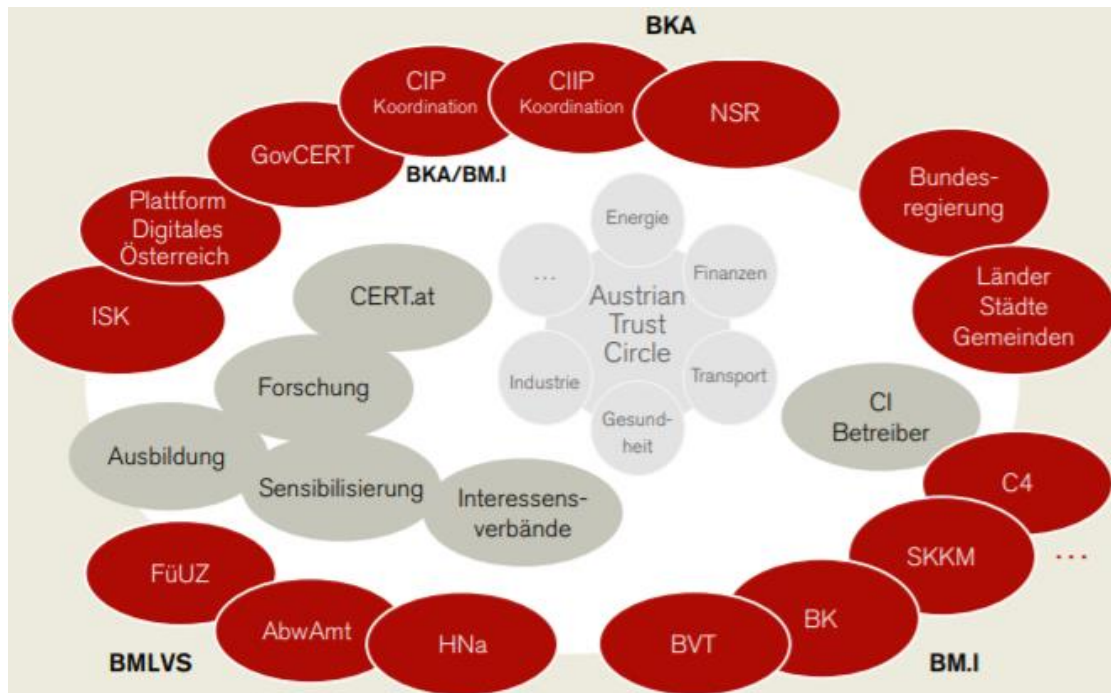 BKA
CIP
Koordination
CIIP
Koordination
NSR
GovCERT
BKA/BM.I
Bundes-
regierung
Plattform
Digitales
Österreich
Energie
...
Finanzen
CERT.at
Austrian
Trust
Circle
Länder
Städte
Gemeinden
ISK
Forschung
Industrie
Transport
Gesund-
heit
CI
Betreiber
Ausbildung
Sensibilisierung
Interessens-
verbände
C4
SKKM
...
FüUZ
AbwAmt
HNa
BVT
BK
BMLVS
BM.I